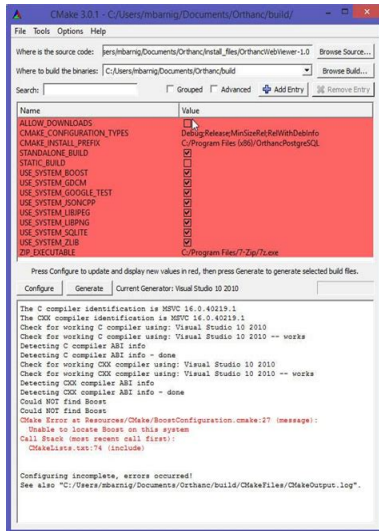 CMake 3.0.1 - C:/Users/mbarnig/Documents/Orthanc/build/
File Tools Options Help
Where is the source code: ers/mbarnig/Documents/Orthanc/install_files/OrthancWebViewer-1.0 Browse Source...
Where to build the binaries: C:/Users/mbarnig/Documents/Orthanc/build Browse Build...
Search: Grouped Advanced Add Entry Remove Entry
Name Value
ALLOW_DOWNLOADS
CMAKE_CONFIGURATION_TYPES Debug;Release;MinSizeRel;RelWithDebInfo
CMAKE_INSTALL_PREFIX C:/Program Files (x86)/OrthancPostgreSQL
STANDALONE_BUILD
STATIC_BUILD
USE_SYSTEM_BOOST
USE_SYSTEM_GDCM
USE_SYSTEM_GOOGLE_TEST
USE_SYSTEM_JSONCPP
USE_SYSTEM_LIBJPEG
USE_SYSTEM_LIBPNG
USE_SYSTEM_SQLITE
USE_SYSTEM_ZLIB
ZIP_EXECUTABLE C:/Program Files/7-Zip/7z.exe
Press Configure to update and display new values in red, then press Generate to generate selected build files.
Configure Generate Current Generator: Visual Studio 10 2010
The C compiler identification is MSVC 16.0.40219.1
The CXX compiler identification is MSVC 16.0.40219.1
Check for working C compiler using: Visual Studio 10 2010
Check for working C compiler using: Visual Studio 10 2010 -- works
Detecting C compiler ABI info
Detecting C compiler ABI info - done
Check for working CXX compiler using: Visual Studio 10 2010
Check for working CXX compiler using: Visual Studio 10 2010 -- works
Detecting CXX compiler ABI info
Detecting CXX compiler ABI info - done
Could NOT find Boost
Could NOT find Boost
CMake Error at Resources/CMake/BoostConfiguration.cmake:27 (message):
Unable to locate Boost on this system
Call Stack (most recent call first):
CMakeLists.txt:74 (include)
Configuring incomplete, errors occurred!
See also "C:/Users/mbarnig/Documents/Orthanc/build/CMakeFiles/CMakeOutput.log".